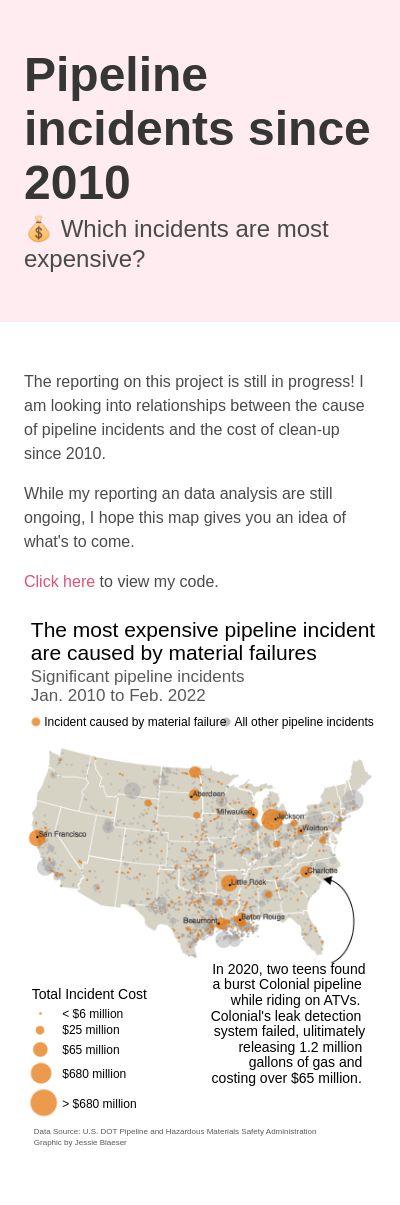 Pipeline
incidents since
2010
💰 Which incidents are most
expensive?
The reporting on this project is still in progress! I
am looking into relationships between the cause
of pipeline incidents and the cost of clean-up
since 2010.
While my reporting an data analysis are still
ongoing, I hope this map gives you an idea of
what's to come.
Click here to view my code.
The most expensive pipeline incident
are caused by material failures
Significant pipeline incidents
Jan. 2010 to Feb. 2022
Incident caused by material failure All other pipeline incidents
Aberdeen
Milwaukee
Jackson
Weirton
San Francisco
Charlotte
Little Rock
Beaumont
Baton Rouge
In 2020, two teens found
a burst Colonial pipeline
while riding on ATVs.
Colonial's leak detection
system failed, ulitimately
releasing 1.2 million
gallons of gas and
costing over $65 million.
Total Incident Cost
< $6 million
$25 million
$65 million
$680 million
> $680 million
Data Source: U.S. DOT Pipeline and Hazardous Materials Safety Administration
Graphic by Jessie Blaeser